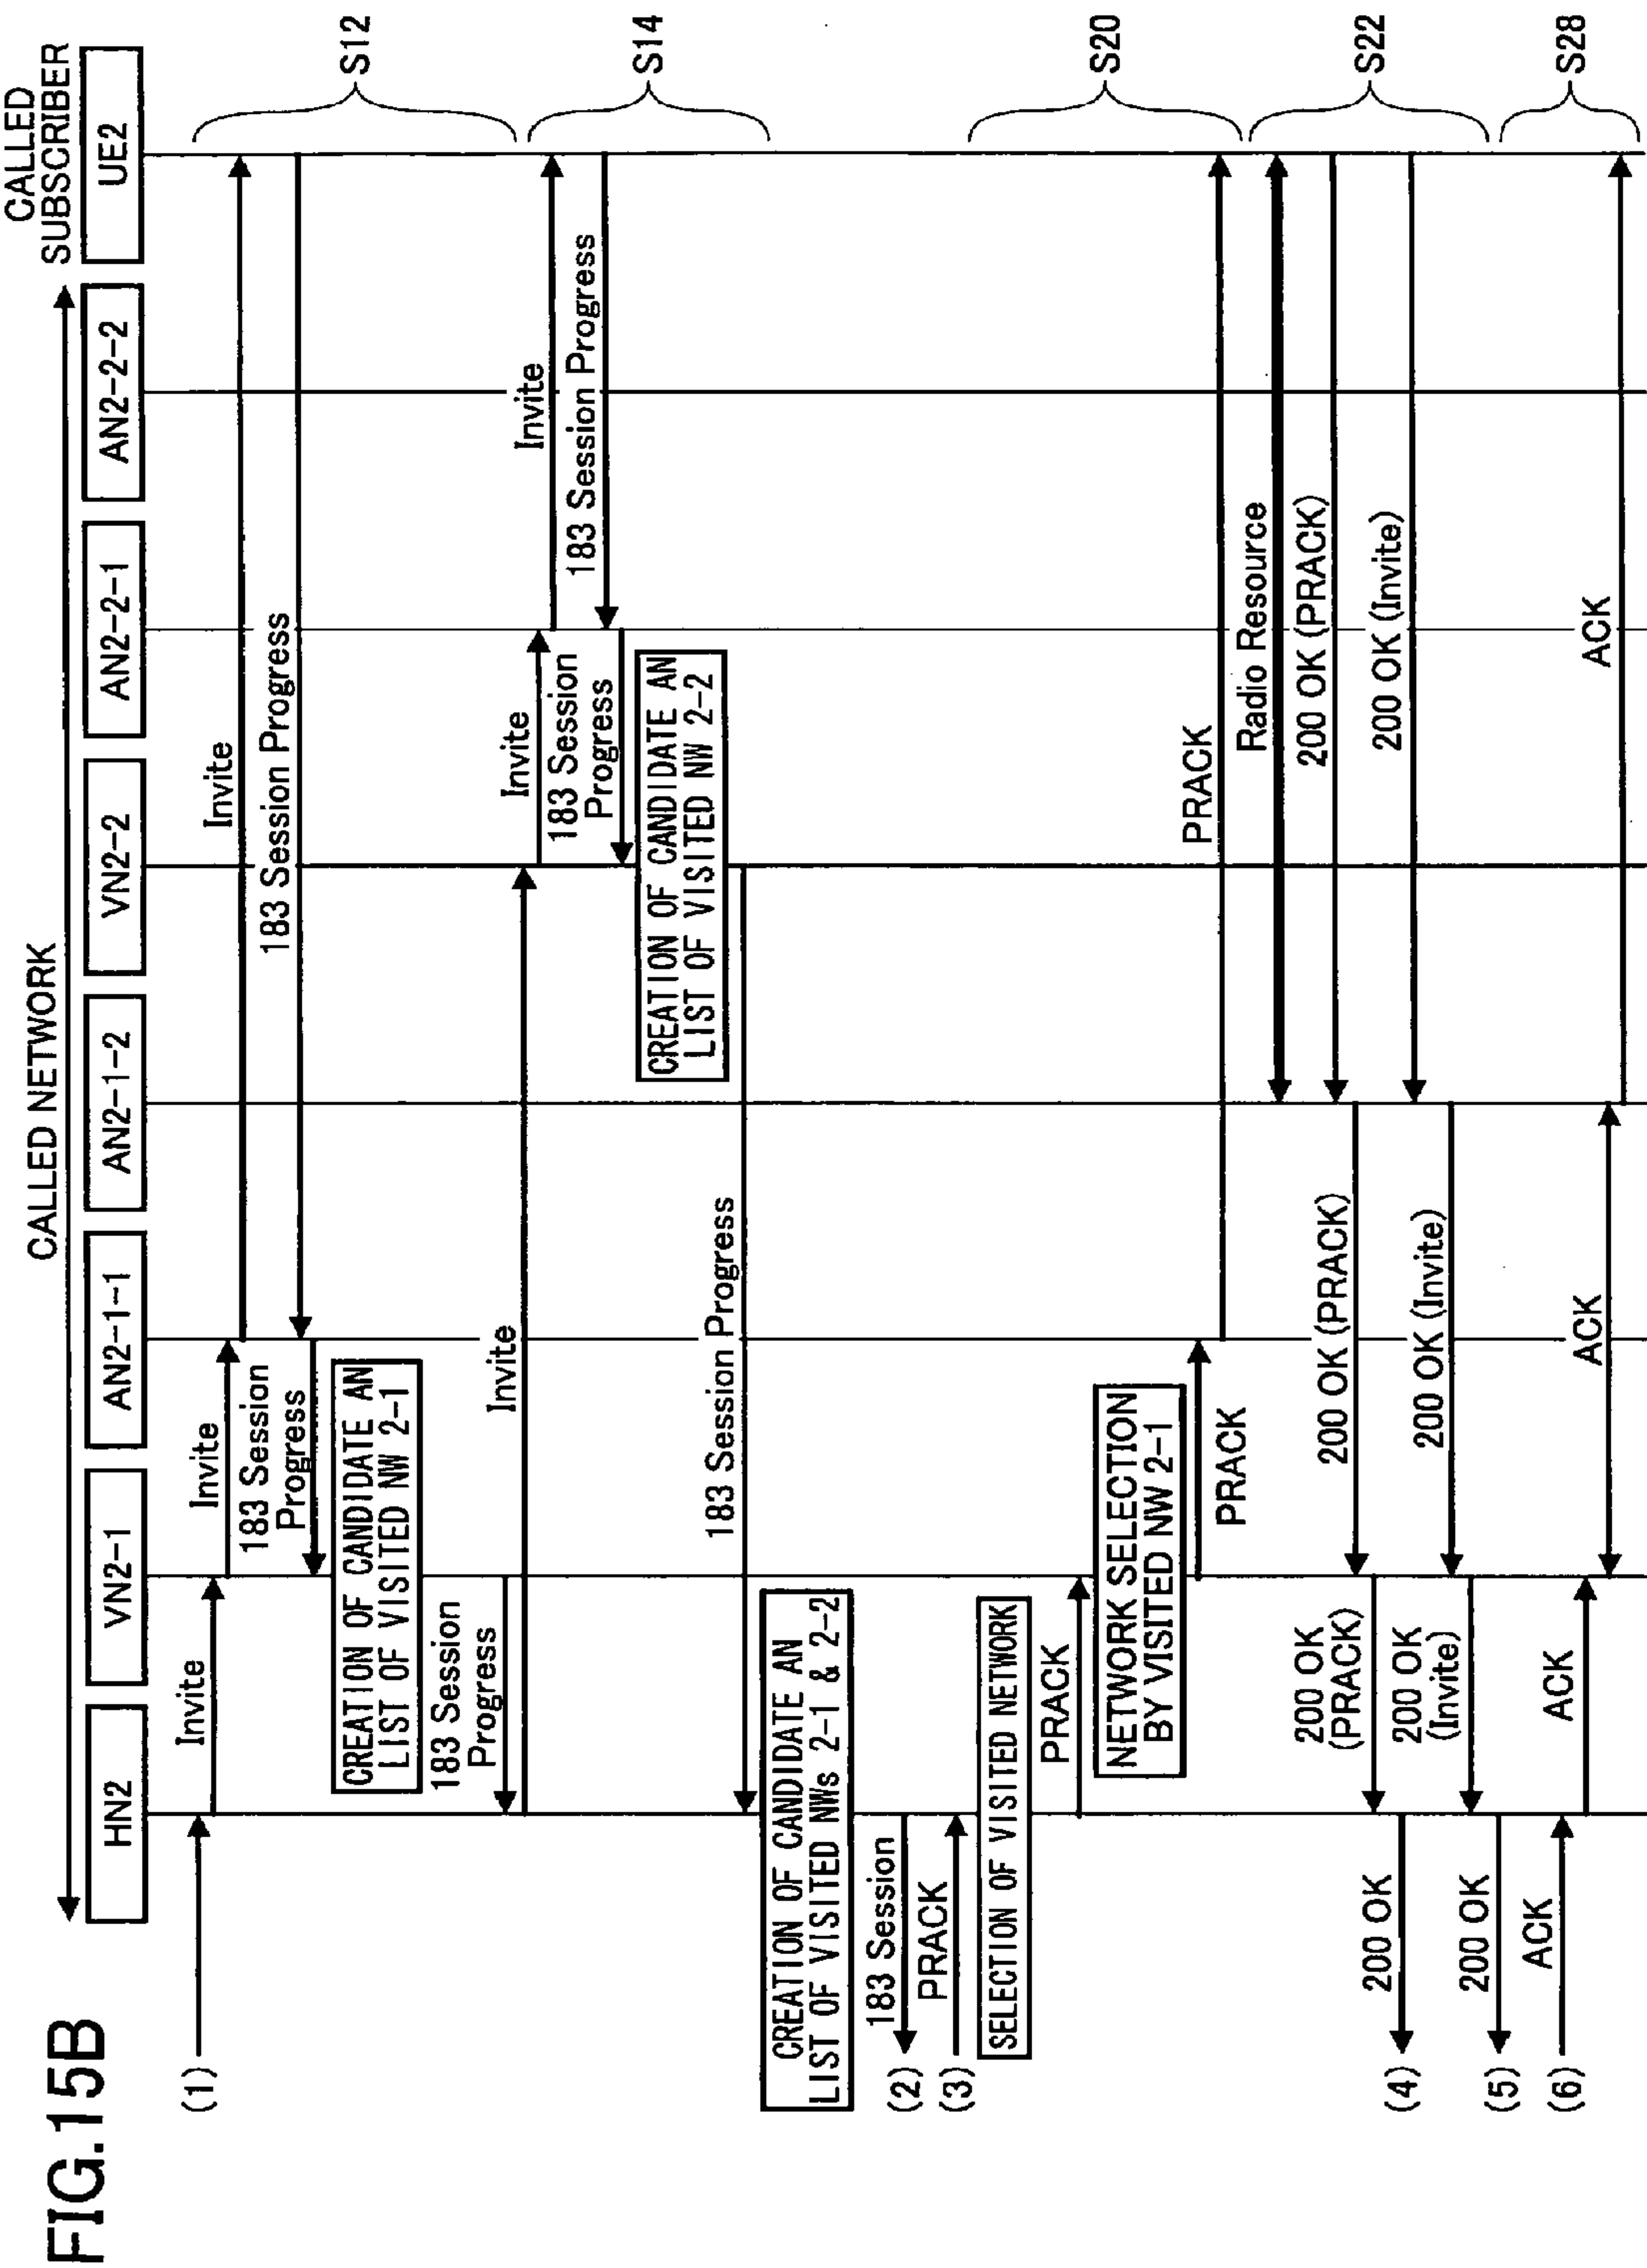 FIG.15B
CALLED NETWORK
CALLED
SUBSCRIBER
HN2
VN2-1
AN2-1-1
AN2-1-2
VN2-2
AN2-2-1
AN2-2-2
UE2
(1)
Invite
Invite
Invite
183 Session Progress
183 Session
Progress
CREATION OF CANDIDATE AN
LIST OF VISITED NW 2-1
183 Session
Progress
S12
Invite
Invite
Invite
183 Session Progress
183 Session
Progress
CREATION OF CANDIDATE AN
LIST OF VISITED NW 2-2
183 Session Progress
S14
CREATION OF CANDIDATE AN
LIST OF VISITED NWs 2-1 & 2-2
183 Session
(2)
PRACK
(3)
SELECTION OF VISITED NETWORK
PRACK
NETWORK SELECTION
BY VISITED NW 2-1
PRACK
PRACK
S20
Radio Resource
200 OK (PRACK)
200 OK (PRACK)
200 OK
(PRACK)
200 OK
(4)
200 OK (Invite)
200 OK (Invite)
200 OK
(Invite)
200 OK
(5)
S22
ACK
(6)
ACK
ACK
ACK
S28